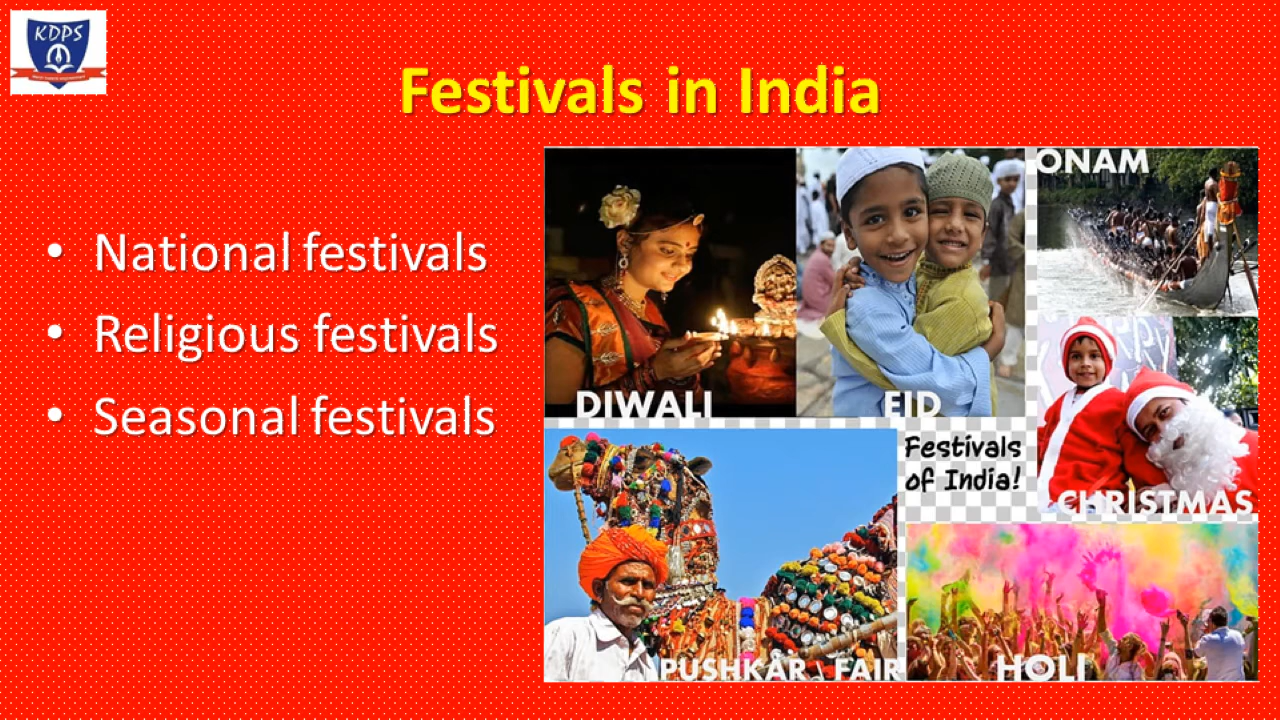 KDPS
Festivals in India
• National festivals
• Religious festivals
• Seasonal festivals
DIWALI
EID
ONAM
CHRISTMAS
Festivals
of India!
PUSHKAR FAIR
HOLI